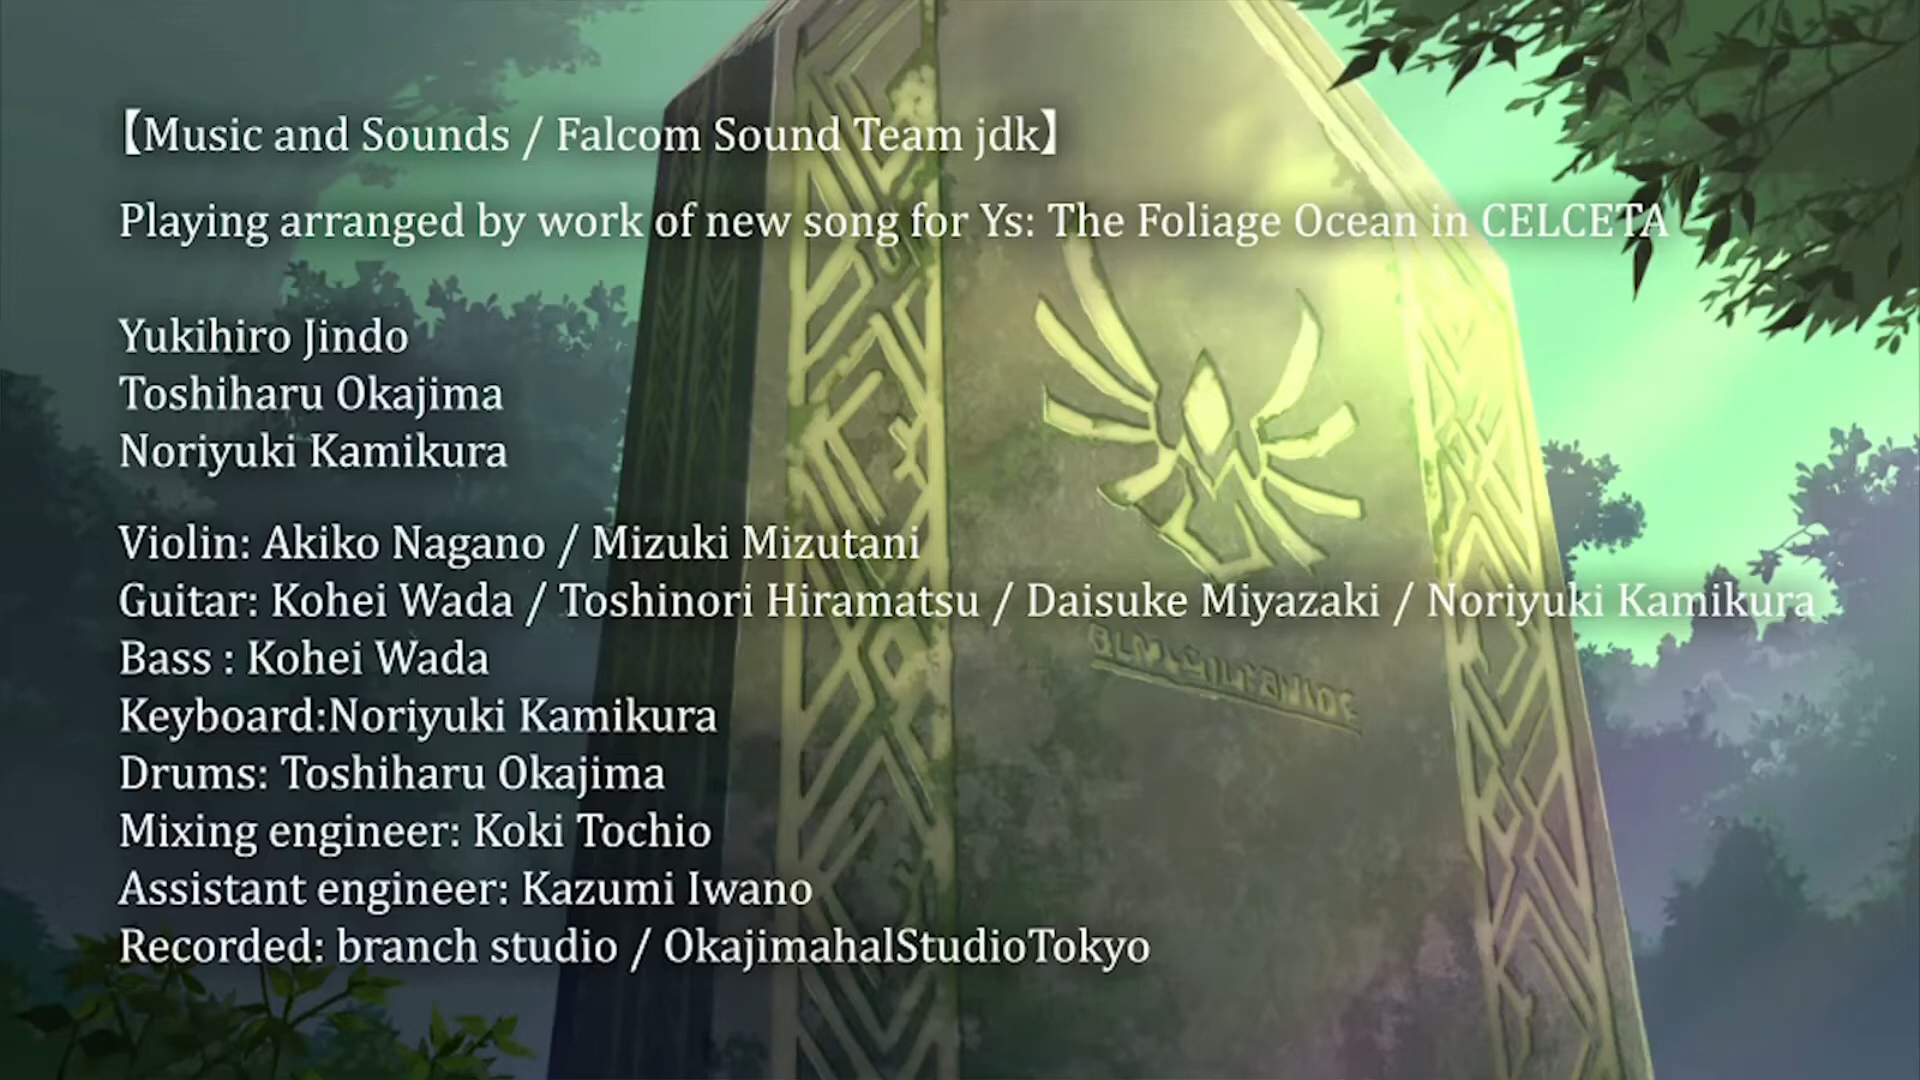 【Music and Sounds / Falcom Sound Team jdk】
Playing arranged by work of new song for Ys: The Foliage Ocean in CELCETA
Yukihiro Jindo
Toshiharu Okajima
Noriyuki Kamikura
Violin: Akiko Nagano / Mizuki Mizutani
Guitar: Kohei Wada / Toshinori Hiramatsu / Daisuke Miyazaki / Noriyuki Kamikura
Bass : Kohei Wada
Keyboard:Noriyuki Kamikura
Drums: Toshiharu Okajima
Mixing engineer: Koki Tochio
Assistant engineer: Kazumi Iwano
Recorded: branch studio / OkajimahalStudioTokyo